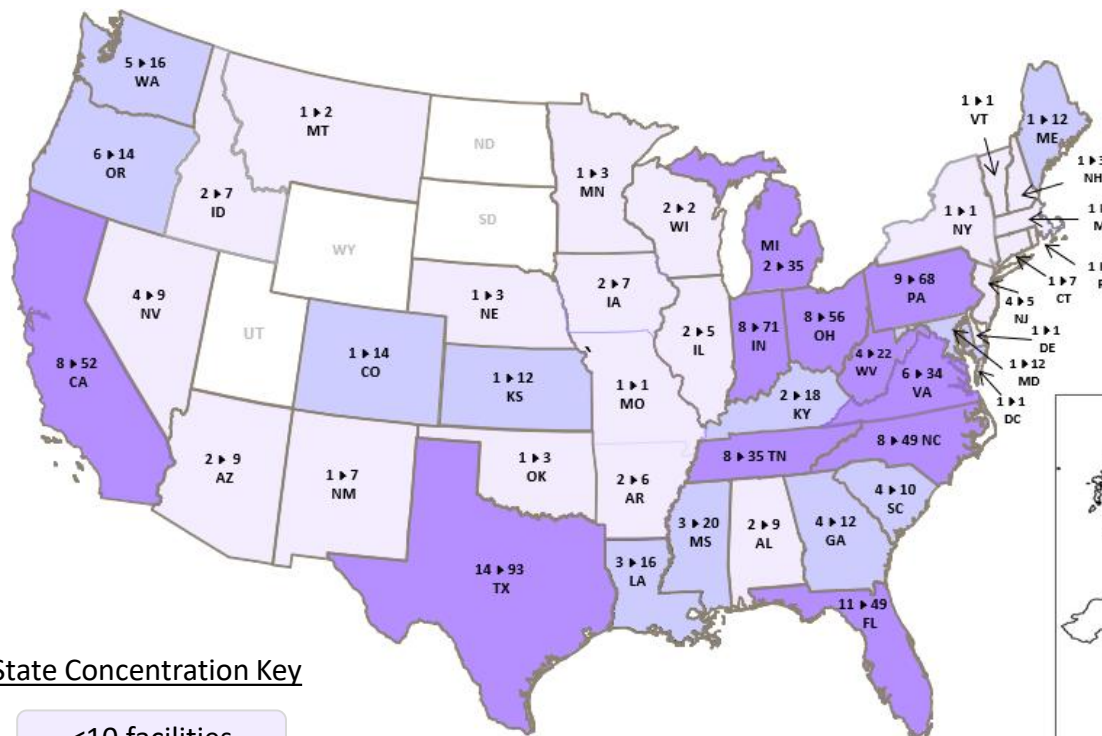 5 ▶ 16
WA
1 ▶ 2
MT
ND
1 ▶ 3
MN
1 ▶ 1
VT
1 ▶ 12
ME
6 ▶ 14
OR
2 ▶ 7
ID
SD
2 ▶ 2
WI
1 ▶ 1
NY
1 ▶ 3
NH
WY
MI
2 ▶ 35
1
1
1 ▶ 7
CT
4 ▶ 9
NV
1 ▶ 3
NE
2 ▶ 7
IA
9 ▶ 68
PA
4 ▶ 5
NJ
UT
2 ▶ 5
IL
8 ▶ 71
IN
8 ▶ 56
OH
1 ▶ 1
DE
8 ▶ 52
CA
1 ▶ 14
CO
1 ▶ 12
KS
1 ▶ 1
MO
2 ▶ 18
KY
4 ▶ 22
WV
6 ▶ 34
VA
1 ▶ 12
MD
1 ▶ 1
DC
2 ▶ 9
AZ
1 ▶ 7
NM
1 ▶ 3
OK
2 ▶ 6
AR
8 ▶ 35 TN
8 ▶ 49 NC
4 ▶ 10
SC
3 ▶ 20
MS
2 ▶ 9
AL
4 ▶ 12
GA
14 ▶ 93
TX
3 ▶ 16
LA
11 ▶ 49
FL
State Concentration Key
<10 facilities